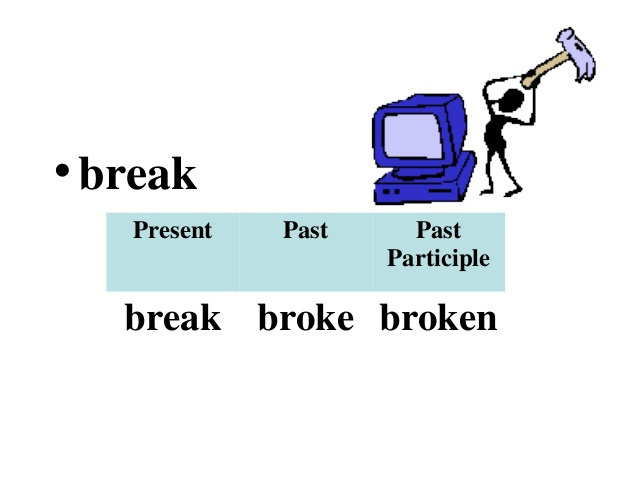 • break
Present Past Past Participle
break broke broken